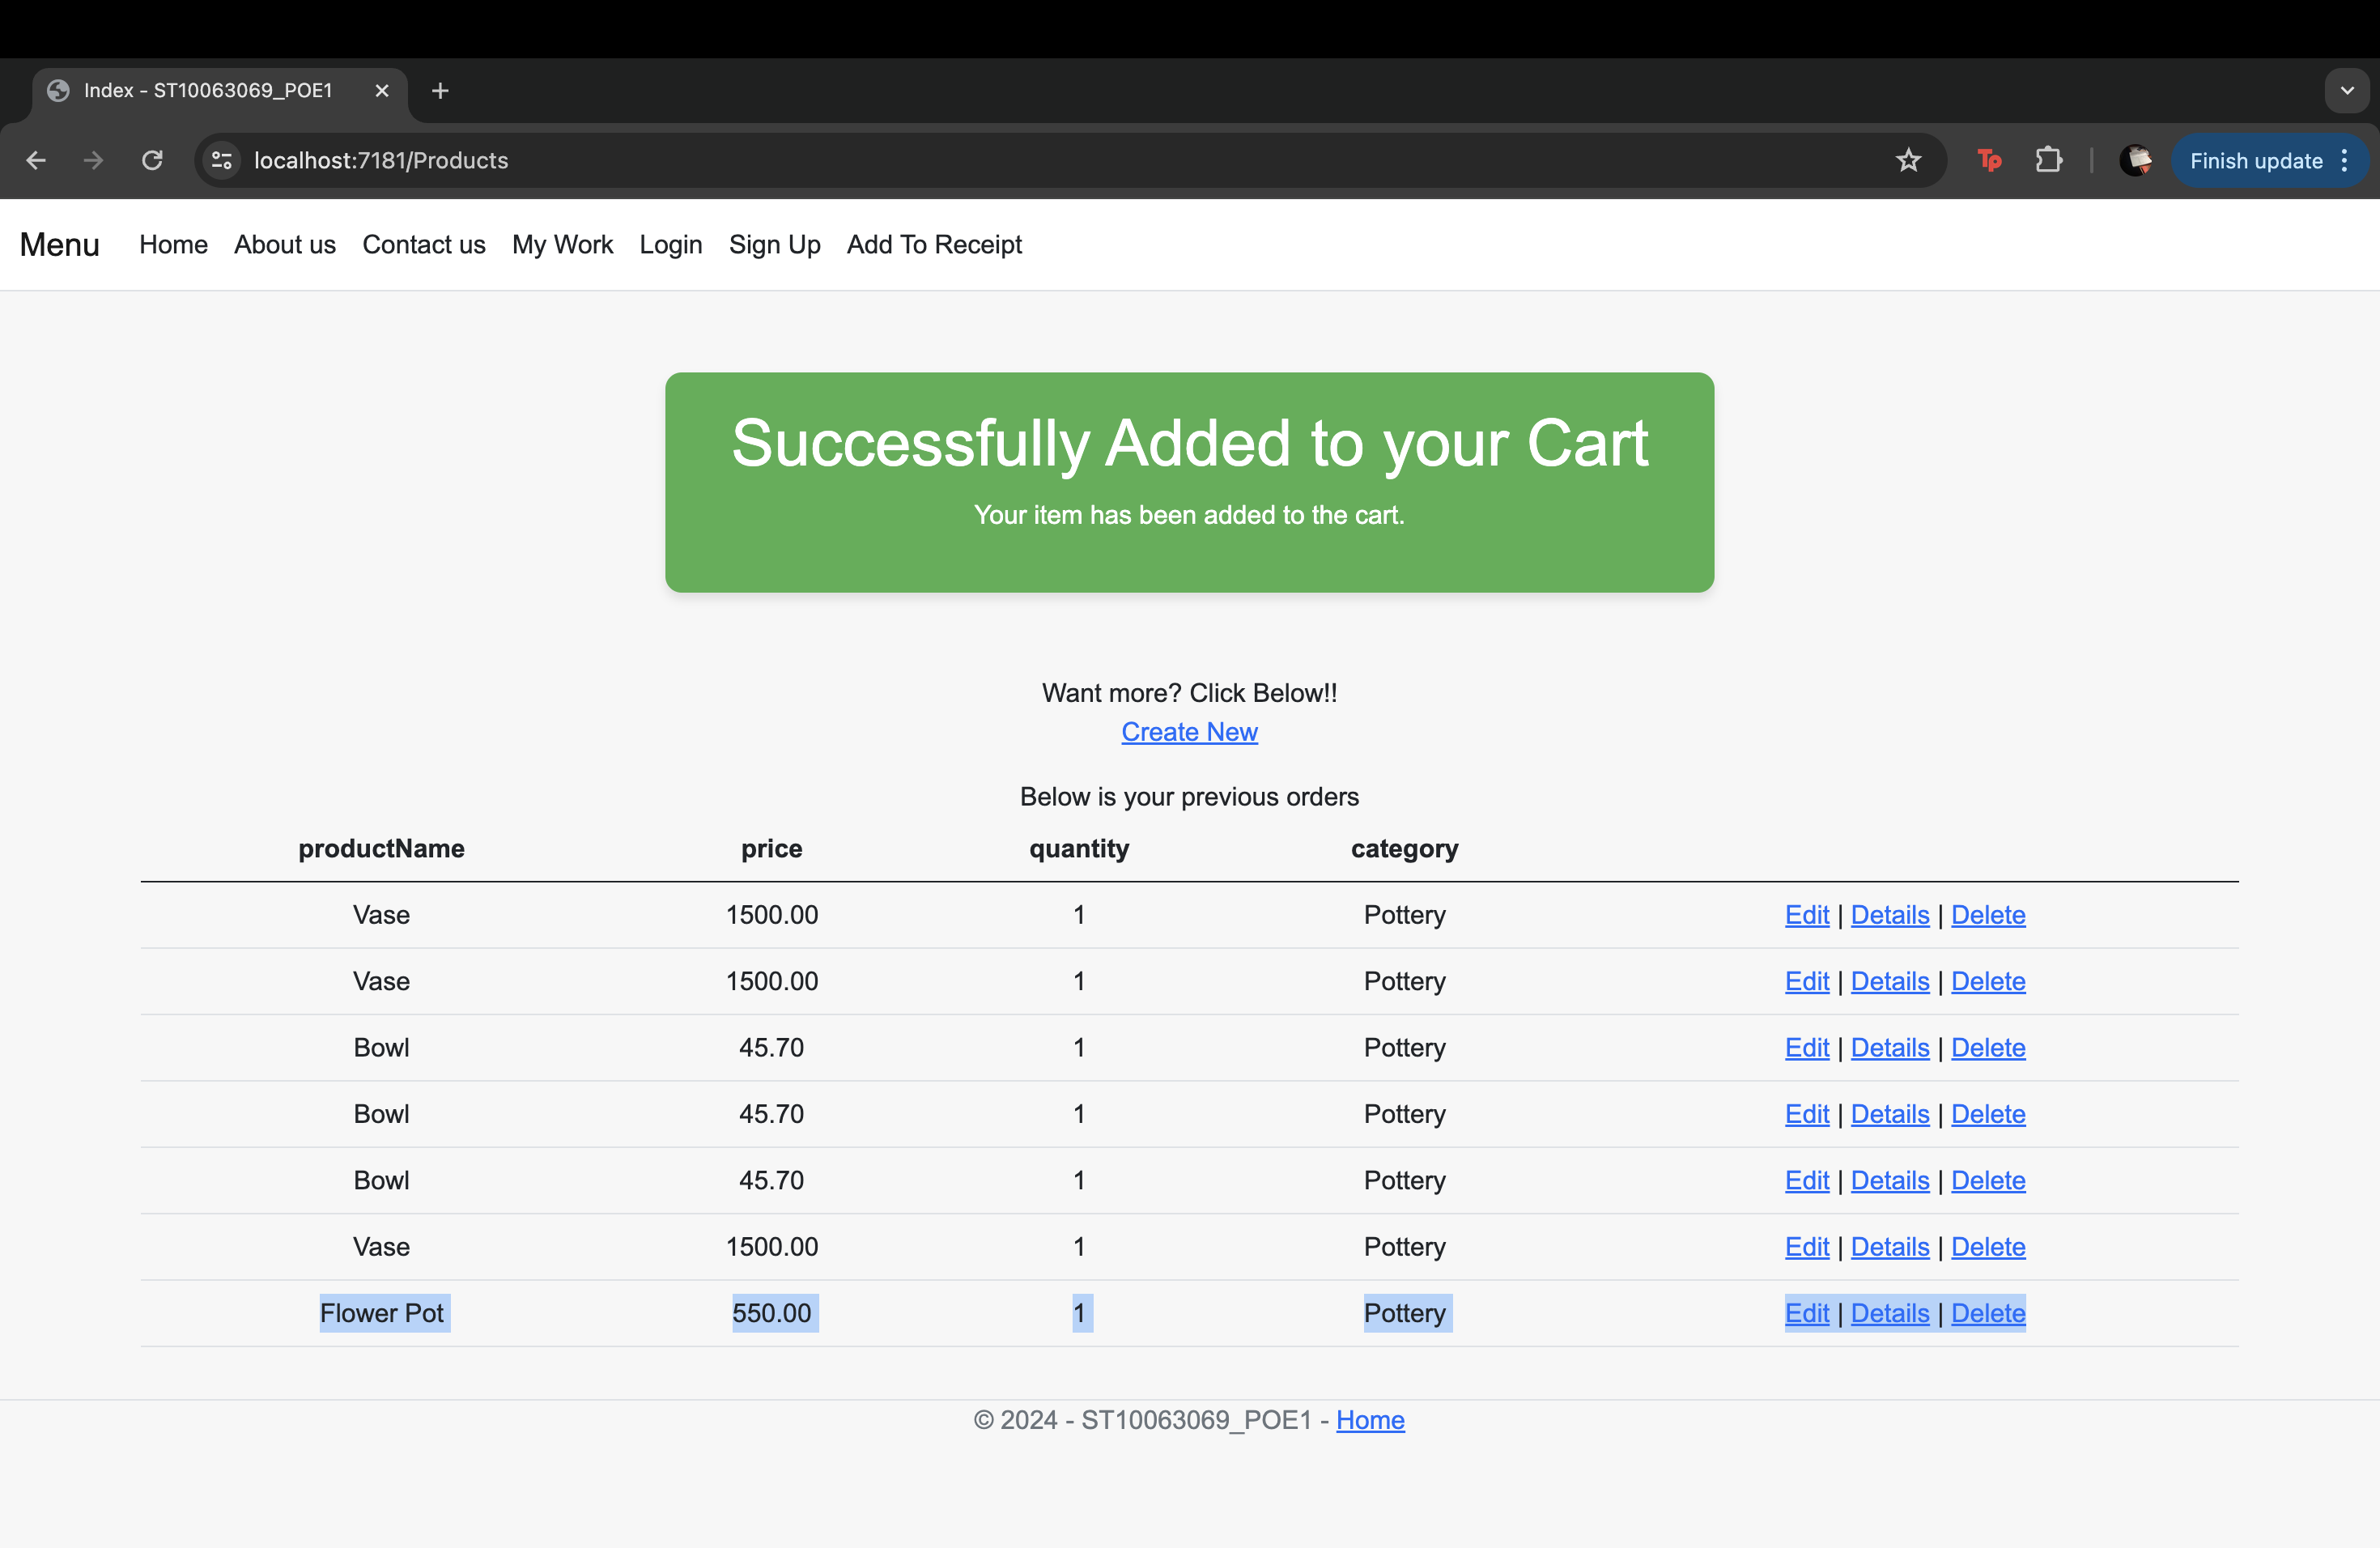 Index - ST10063069_POE1
localhost:7181/Products
Tp
Finish update
Menu Home About us Contact us My Work Login Sign Up Add To Receipt
Successfully Added to your Cart
Your item has been added to the cart.
Want more? Click Below!!
Create New
Below is your previous orders
productName price quantity category
Vase 1500.00 1 Pottery Edit | Details | Delete
Vase 1500.00 1 Pottery Edit | Details | Delete
Bowl 45.70 1 Pottery Edit | Details | Delete
Bowl 45.70 1 Pottery Edit | Details | Delete
Bowl 45.70 1 Pottery Edit | Details | Delete
Vase 1500.00 1 Pottery Edit | Details | Delete
Flower Pot 550.00 1 Pottery Edit | Details | Delete
© 2024 - ST10063069_POE1 - Home